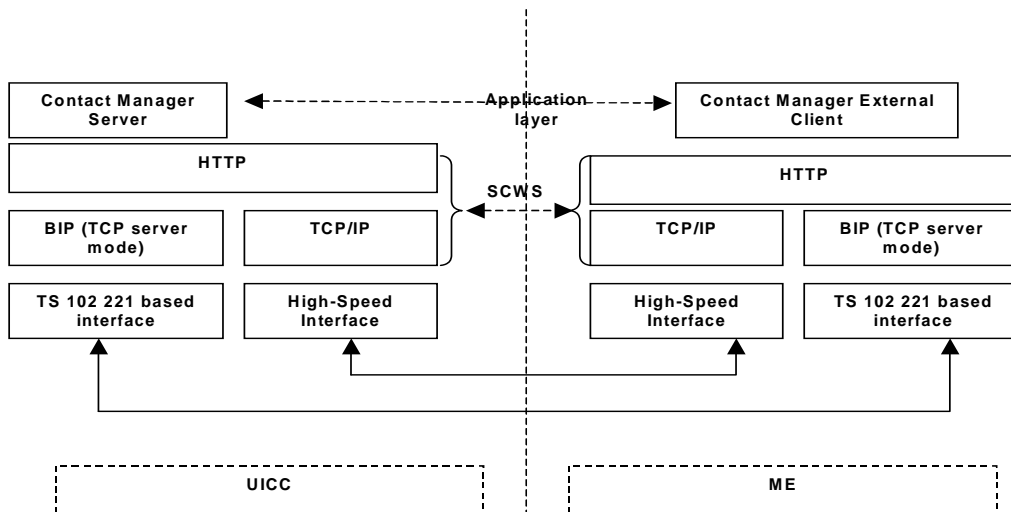 Contact Manager
Server
Application
layer
Contact Manager External
Client
HTTP
SCWS
HTTP
BIP (TCP server
mode)
TCP/IP
TCP/IP
BIP (TCP server
mode)
TS 102 221 based
interface
High-Speed
Interface
High-Speed
Interface
TS 102 221 based
interface
UICC
ME